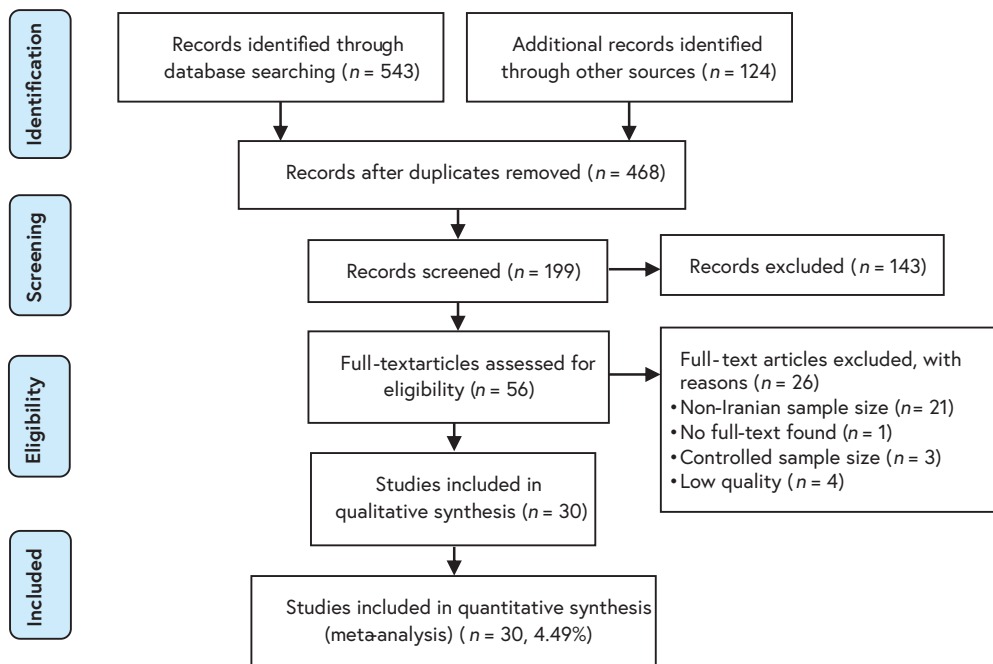 Identification
Records identified through
database searching (n = 543)
Additional records identified
through other sources (n = 124)
Records after duplicates removed (n = 468)
Screening
Records screened (n = 199)
Records excluded (n = 143)
Eligibility
Full-textarticles assessed for
eligibility (n = 56)
Full-text articles excluded, with
reasons (n = 26)
•Non-Iranian sample size (n= 21)
•No full-text found (n = 1)
•Controlled sample size (n = 3)
•Low quality (n = 4)
Studies included in
qualitative synthesis (n = 30)
Included
Studies included in quantitative synthesis
(meta-analysis) ( n = 30, 4.49%)